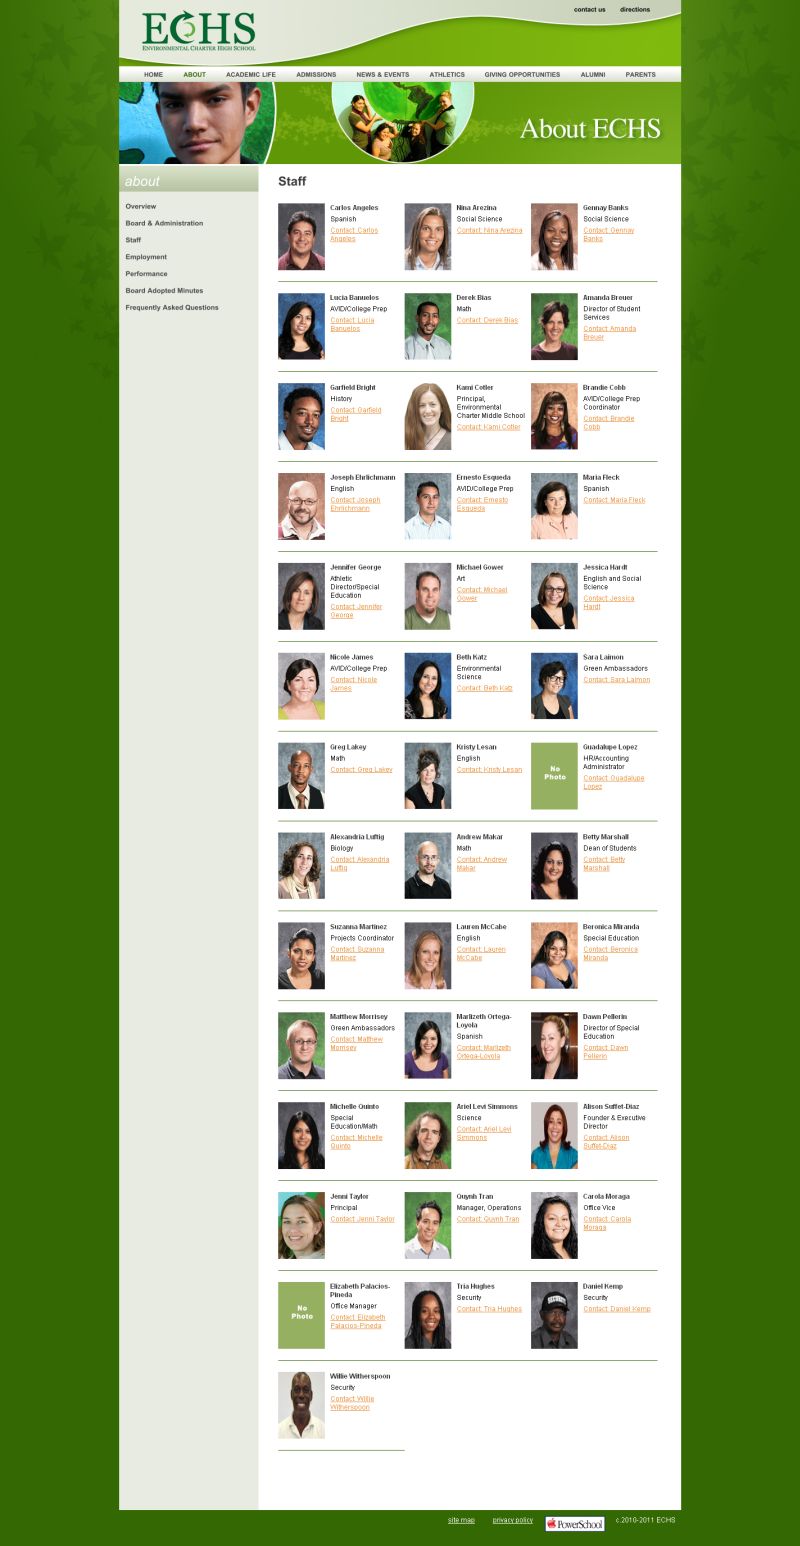 contact us directions
ECHS
ENVIRONMENTAL CHARTER HIGH SCHOOL
HOME ABOUT ACADEMIC LIFE ADMISSIONS NEWS & EVENTS ATHLETICS GIVING OPPORTUNITIES ALUMNI PARENTS
About ECHS
about
Overview
Board & Administration
Staff
Employment
Performance
Board Adopted Minutes
Frequently Asked Questions
Staff
Carlos Angeles
Spanish
Contact Carlos
Angeles
Nina Arezina
Social Science
Contact Nina Arezina
Gennay Banks
Social Science
Contact Gennay
Banks
Lucia Banuelos
AVID/College Prep
Contact Lucia
Banuelos
Derek Bias
Math
Contact Derek Bias
Amanda Breuer
Director of Student
Services
Contact Amanda
Breuer
Garfield Bright
History
Contact Garfield
Bright
Kami Cotler
Principal,
Environmental
Charter Middle School
Contact Kami Cotler
Brandie Cobb
AVID/College Prep
Coordinator
Contact Brandie
Cobb
Joseph Ehrlichmann
English
Contact Joseph
Ehrlichmann
Ernesto Esqueda
AVID/College Prep
Contact Ernesto
Esqueda
Maria Fleck
Spanish
Contact Maria Fleck
Jennifer George
Athletic
Director/Special
Education
Contact Jennifer
George
Michael Gower
Art
Contact Michael
Gower
Jessica Hardt
English and Social
Science
Contact Jessica
Hardt
Nicole James
AVID/College Prep
Contact Nicole
James
Beth Katz
Environmental
Science
Contact Beth Katz
Sara Laimon
Green Ambassadors
Contact Sara Laimon
Greg Lakey
Math
Contact Greg Lakey
Kristy Lesan
English
Contact Kristy Lesan
No
Photo
Guadalupe Lopez
HR/Accounting
Administrator
Contact Guadalupe
Lopez
Alexandria Luftig
Biology
Contact Alexandria
Luftig
Andrew Makar
Math
Contact Andrew
Makar
Betty Marshall
Dean of Students
Contact Betty
Marshall
Suzanna Martinez
Projects Coordinator
Contact Suzanna
Martinez
Lauren McCabe
English
Contact Lauren
McCabe
Beronica Miranda
Special Education
Contact Beronica
Miranda
Matthew Morrisey
Green Ambassadors
Contact Matthew
Morrisey
Marlizeth Ortega-
Loyola
Spanish
Contact Marlizeth
Ortega-Loyola
Dawn Pellerin
Director of Special
Education
Contact Dawn
Pellerin
Michelle Quinto
Special
Education/Math
Contact Michelle
Quinto
Ariel Levi Simmons
Science
Contact Ariel Levi
Simmons
Alison Suffet-Diaz
Founder & Executive
Director
Contact Alison
Suffet-Diaz
Jenni Taylor
Principal
Contact Jenni Taylor
Quynh Tran
Manager, Operations
Contact Quynh Tran
Carola Moraga
Office Vice
Contact Carola
Moraga
No
Photo
Elizabeth Palacios-
Pineda
Office Manager
Contact Elizabeth
Palacios-Pineda
Tria Hughes
Security
Contact Tria Hughes
SECURITY
Daniel Kemp
Security
Contact Daniel Kemp
Willie Witherspoon
Security
Contact Willie
Witherspoon
site map privacy policy PowerSchool c.2010-2011 ECHS